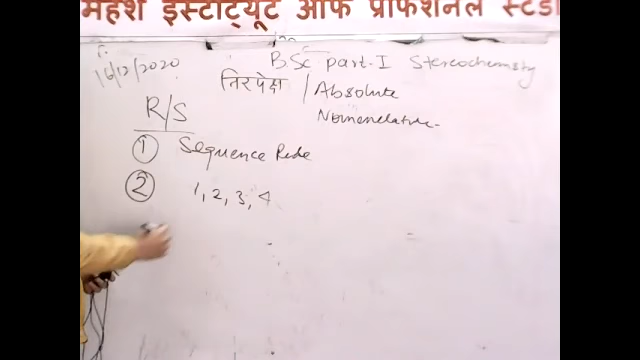 महेश इंस्टीट्यूट ऑफ प्रोफेशनल स्टडी
16/12/2020
BSc part-I Stereochemistry
निरपेक्ष / Absolute
Nomenclature
R/S
① Sequence Rule
② 1, 2, 3, 4